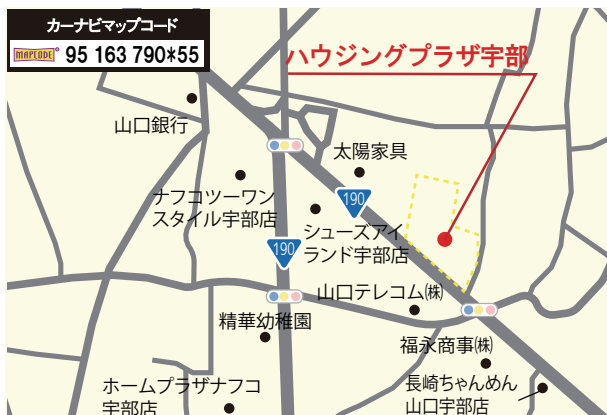 カーナビマップコード
MAPCODE 95 163 790*55
ハウジングプラザ宇部
山口銀行
太陽家具
ナフコツーワン
スタイル宇部店
190
シューズアイ
ランド宇部店
190
山口テレコム㈱
精華幼稚園
福永商事㈱
ホームプラザナフコ
宇部店
長崎ちゃんめん
山口宇部店